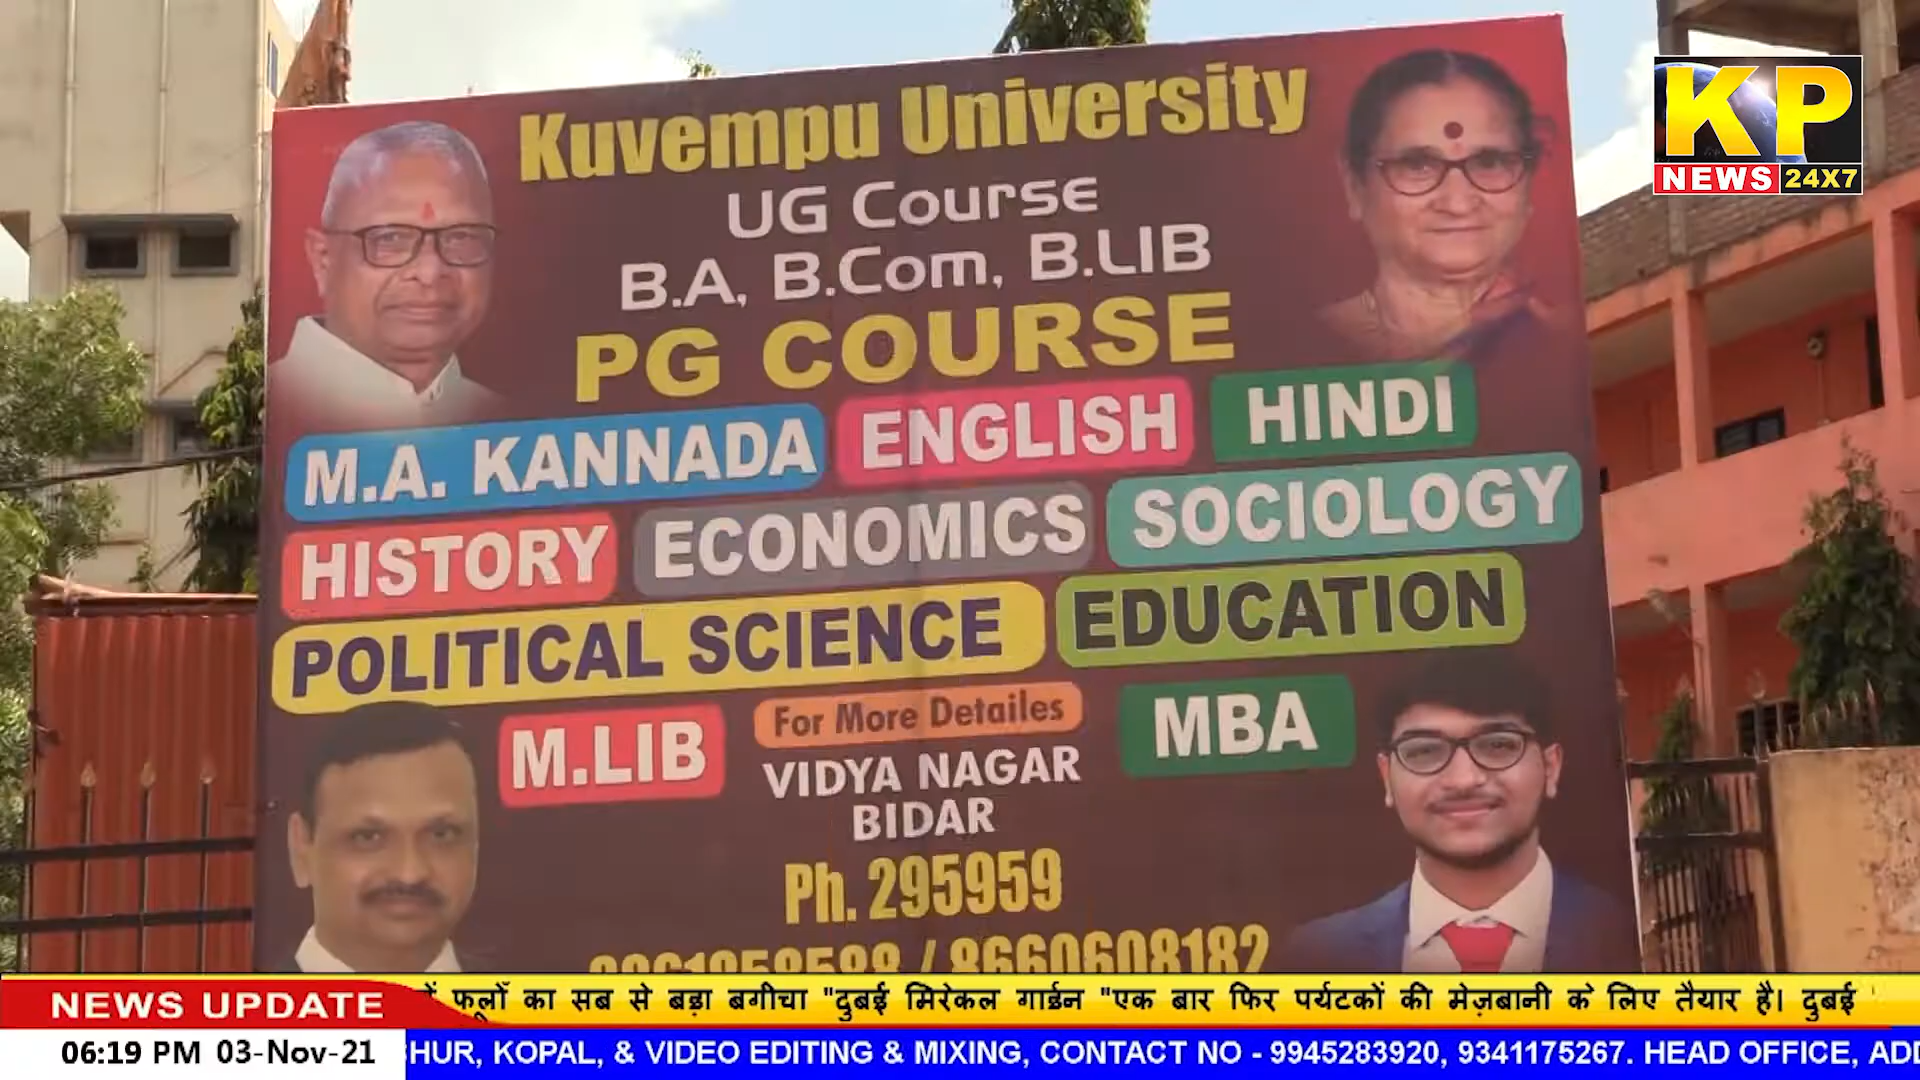 Kuvempu University
UG Course
B.A, B.Com, B.LIB
PG COURSE
M.A. KANNADA ENGLISH HINDI
HISTORY ECONOMICS SOCIOLOGY
POLITICAL SCIENCE EDUCATION
M.LIB For More Detailes MBA
VIDYA NAGAR
BIDAR
Ph. 295959
/ 8660608182
KP
NEWS 24X7
NEWS UPDATE
फूलों का सब से बड़ा बगीचा "दुबई मिरेकल गार्डन "एक बार फिर पर्यटकों की मेज़बानी के लिए तैयार है। दुबई
06:19 PM 03-Nov-21
HUR, KOPAL, & VIDEO EDITING & MIXING, CONTACT NO - 9945283920, 9341175267. HEAD OFFICE, ADD